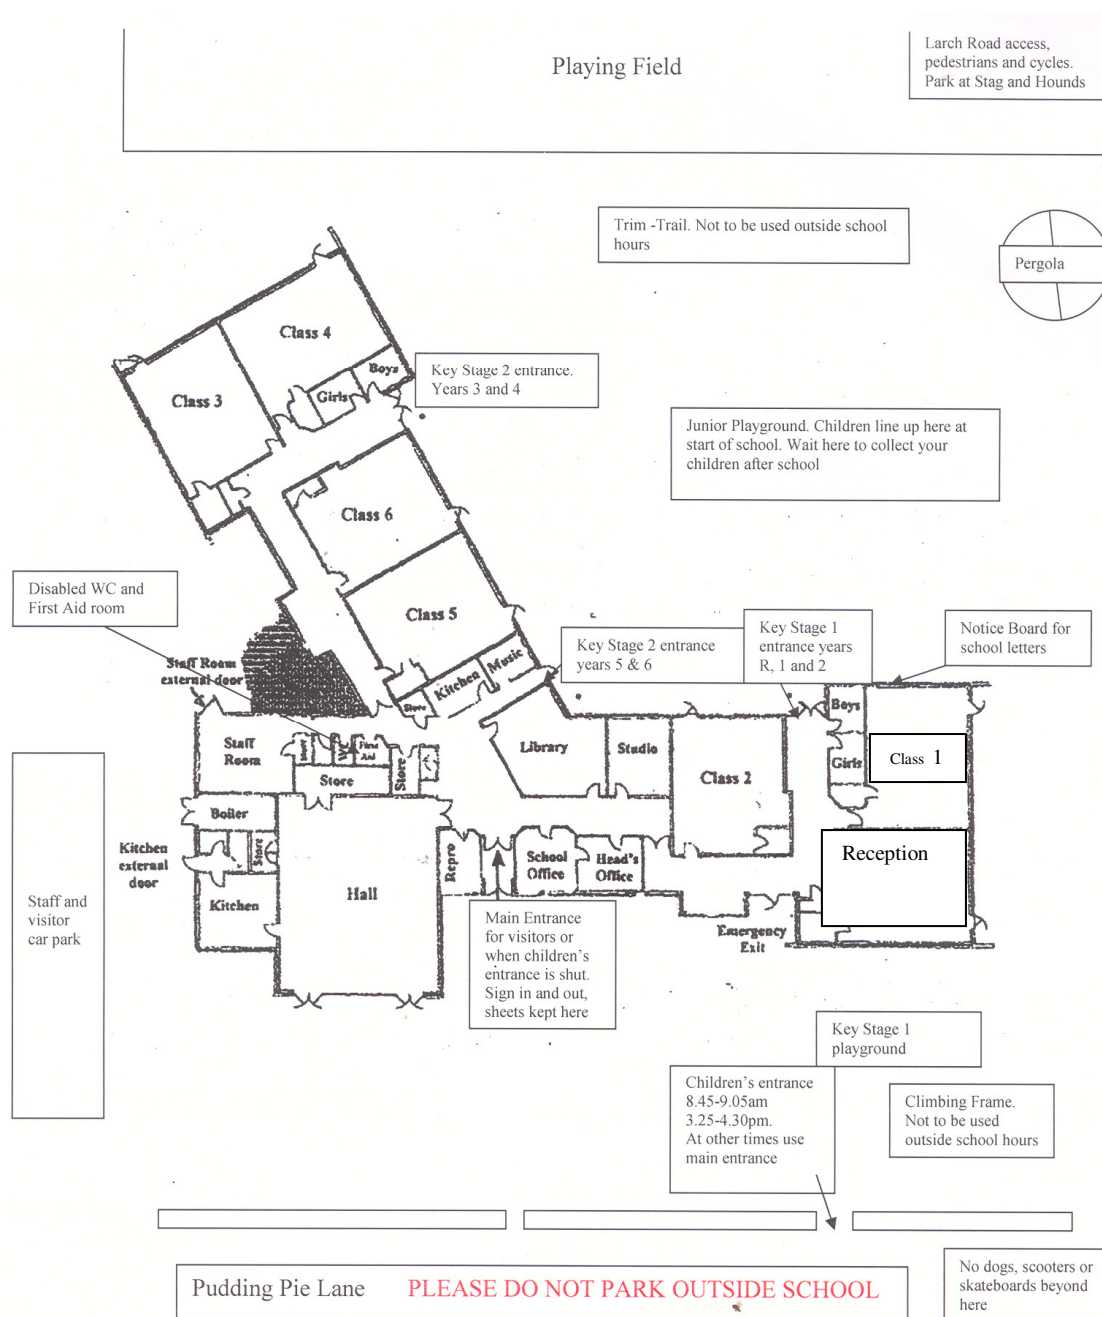 Playing Field
Larch Road access,
pedestrians and cycles.
Park at Stag and Hounds
Trim -Trail. Not to be used outside school
hours
Pergola
Class 4
Boys
Girls
Class 3
Key Stage 2 entrance.
Years 3 and 4
Junior Playground. Children line up here at
start of school. Wait here to collect your
children after school
Class 6
Class 5
Disabled WC and
First Aid room
Key Stage 2 entrance
years 5 & 6
Key Stage 1
entrance years
R, 1 and 2
Notice Board for
school letters
Staff Room
external door
Music
Kitchen
Store
Staff
Room
Store
WC
First
Aid
Store
Store
Library
Studio
Class 2
Boys
Girls
Class 1
Boiler
Kitchen
external
door
Store
Kitchen
Hall
Repro
School
Office
Head's
Office
Reception
Emergency
Exit
Staff and
visitor
car park
Main Entrance
for visitors or
when children's
entrance is shut.
Sign in and out,
sheets kept here
Key Stage 1
playground
Children's entrance
8.45-9.05am
3.25-4.30pm.
At other times use
main entrance
Climbing Frame.
Not to be used
outside school hours
Pudding Pie Lane PLEASE DO NOT PARK OUTSIDE SCHOOL
No dogs, scooters or
skateboards beyond
here